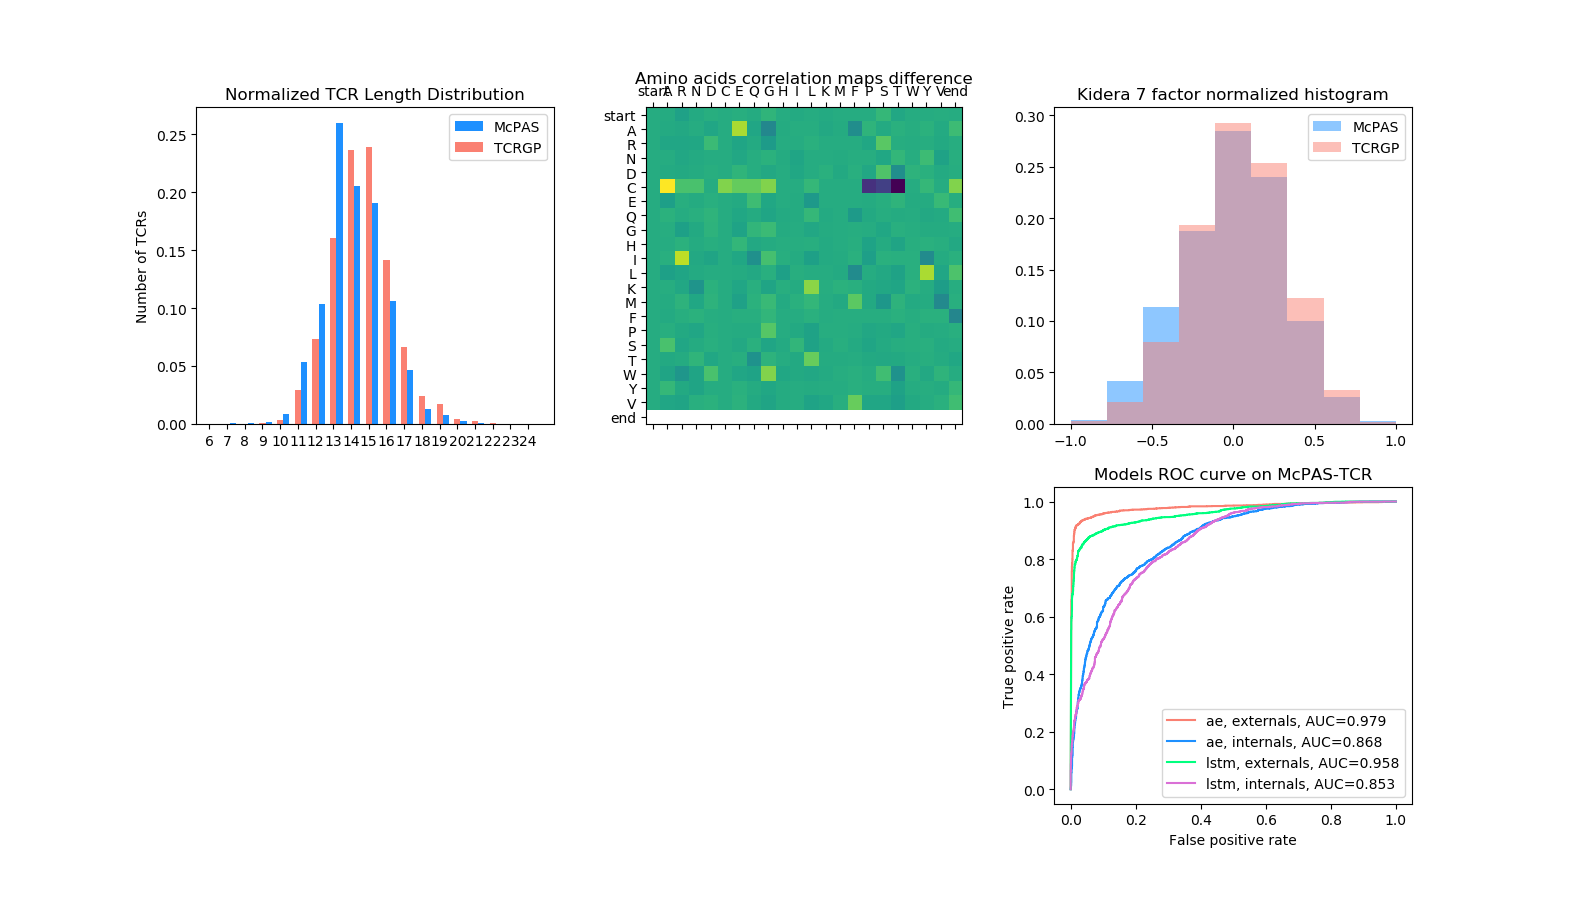 Normalized TCR Length Distribution
Number of TCRs
0.25
0.20
0.15
0.10
0.05
0.00
6 7 8 9 10 11 12 13 14 15 16 17 18 19 20 21 22 23 24
McPAS
TCRGP
Amino acids correlation maps difference
start A R N D C E Q G H I L K M F P S T W Y V end
start
A
R
N
D
C
E
Q
G
H
I
L
K
M
F
P
S
T
W
Y
V
end
Kidera 7 factor normalized histogram
0.30
0.25
0.20
0.15
0.10
0.05
0.00
−1.0 −0.5 0.0 0.5 1.0
McPAS
TCRGP
Models ROC curve on McPAS-TCR
True positive rate
1.0
0.8
0.6
0.4
0.2
0.0
ae, externals, AUC=0.979
ae, internals, AUC=0.868
lstm, externals, AUC=0.958
lstm, internals, AUC=0.853
0.0 0.2 0.4 0.6 0.8 1.0
False positive rate